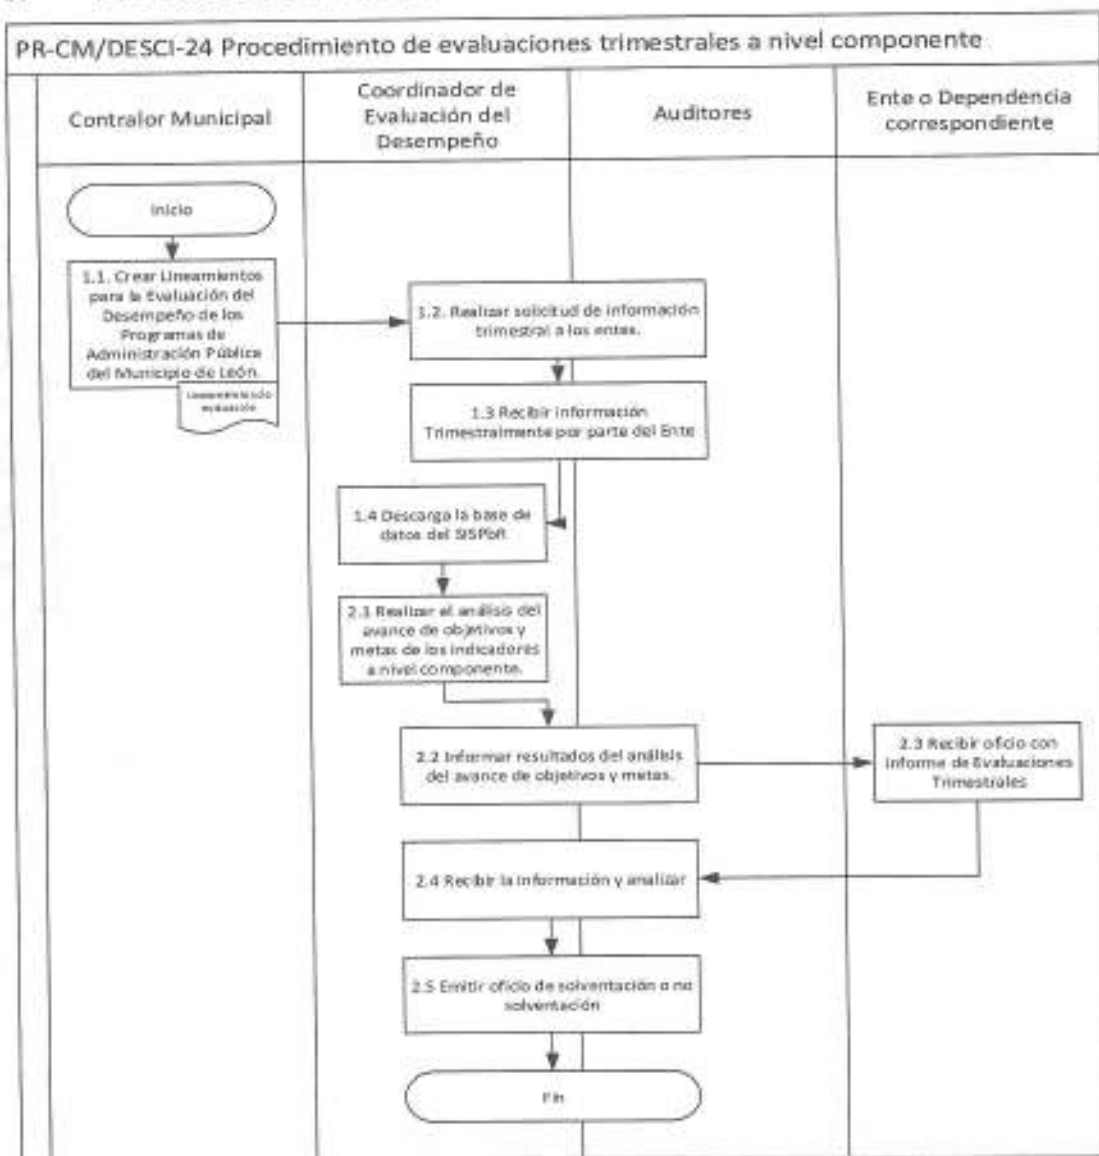 PR-CM/DESCI-24 Procedimiento de evaluaciones trimestrales a nivel componente
Contralor Municipal
Coordinador de
Evaluación del
Desempeño
Auditores
Ente o Dependencia
correspondiente
Inicio
1.1. Crear Lineamientos
para la Evaluación del
Desempeño de los
Programas de
Administración Pública
del Municipio de León.
evaluación
1.2. Realizar solicitud de información
trimestral a los entes.
1.3 Recibir información
Trimestralmente por parte del Ente
1.4 Descarga la base de
datos del SISPbR
2.1 Realizar el análisis del
avance de objetivos y
metas de los indicadores
a nivel componente.
2.2 Informar resultados del análisis
del avance de objetivos y metas.
2.3 Recibir oficio con
informe de Evaluaciones
Trimestrales
2.4 Recibir la información y analizar
2.5 Emitir oficio de solventación o no
solventación
Fin